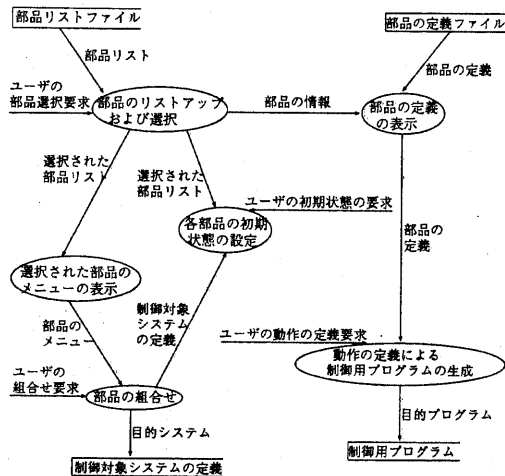 部品リストファイル
部品の定義ファイル
部品リスト
部品の定義
ユーザの
部品選択要求
部品のリストアップ
および選択
部品の情報
部品の定義
の表示
選択された
部品リスト
選択された
部品リスト
ユーザの初期状態の要求
各部品の初期
状態の設定
部品の
定義
選択された部品の
メニューの表示
制御対象
システム
の定義
部品の
メニュー
ユーザの動作の定義要求
動作の定義による
制御用プログラムの生成
ユーザの
組合せ要求
部品の組合せ
目的システム
目的プログラム
制御対象システムの定義
制御用プログラム